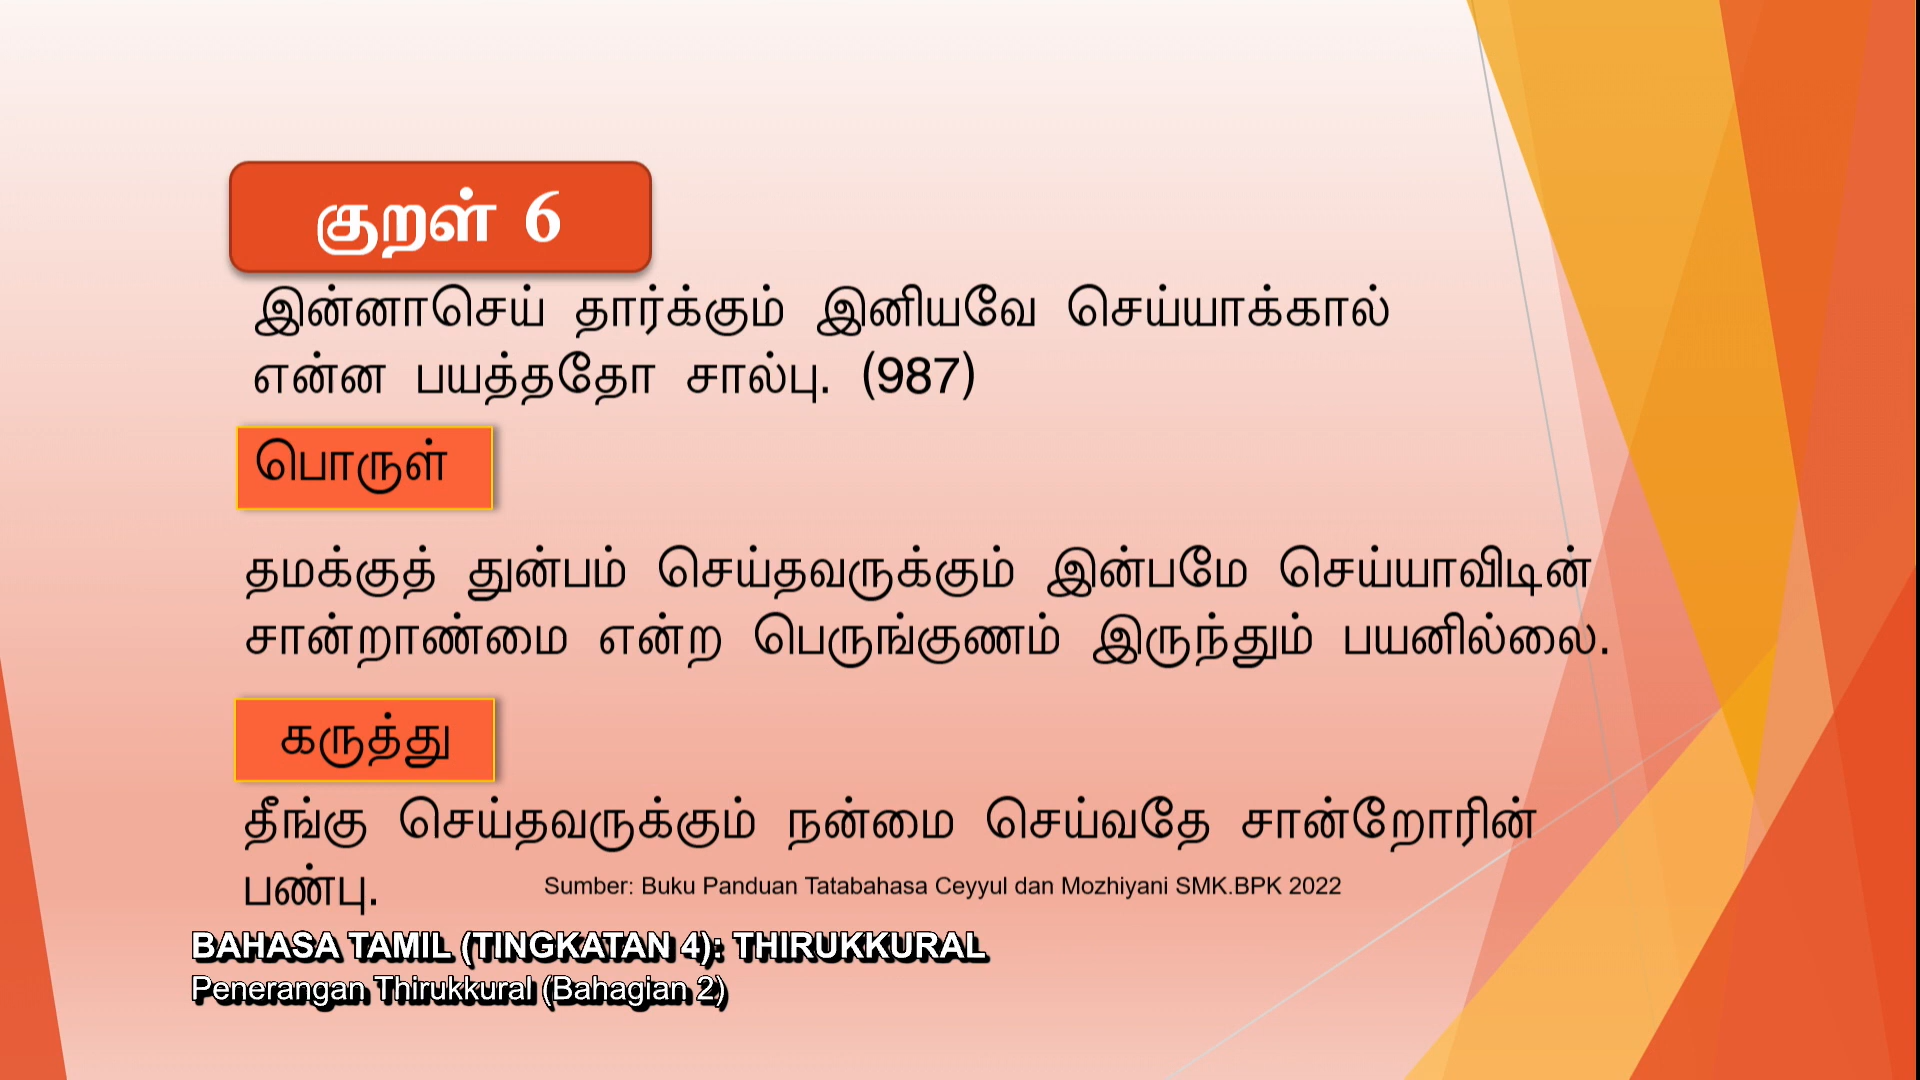 குறள் 6
இன்னாசெய் தார்க்கும் இனியவே செய்யாக்கால்
என்ன பயத்ததோ சால்பு. (987)
பொருள்
தமக்குத் துன்பம் செய்தவருக்கும் இன்பமே செய்யாவிடின்
சான்றாண்மை என்ற பெருங்குணம் இருந்தும் பயனில்லை.
கருத்து
தீங்கு செய்தவருக்கும் நன்மை செய்வதே சான்றோரின்
பண்பு.
Sumber: Buku Panduan Tatabahasa Ceyyul dan Mozhiyani SMK.BPK 2022
BAHASA TAMIL (TINGKATAN 4): THIRUKKURAL
Penerangan Thirukkural (Bahagian 2)